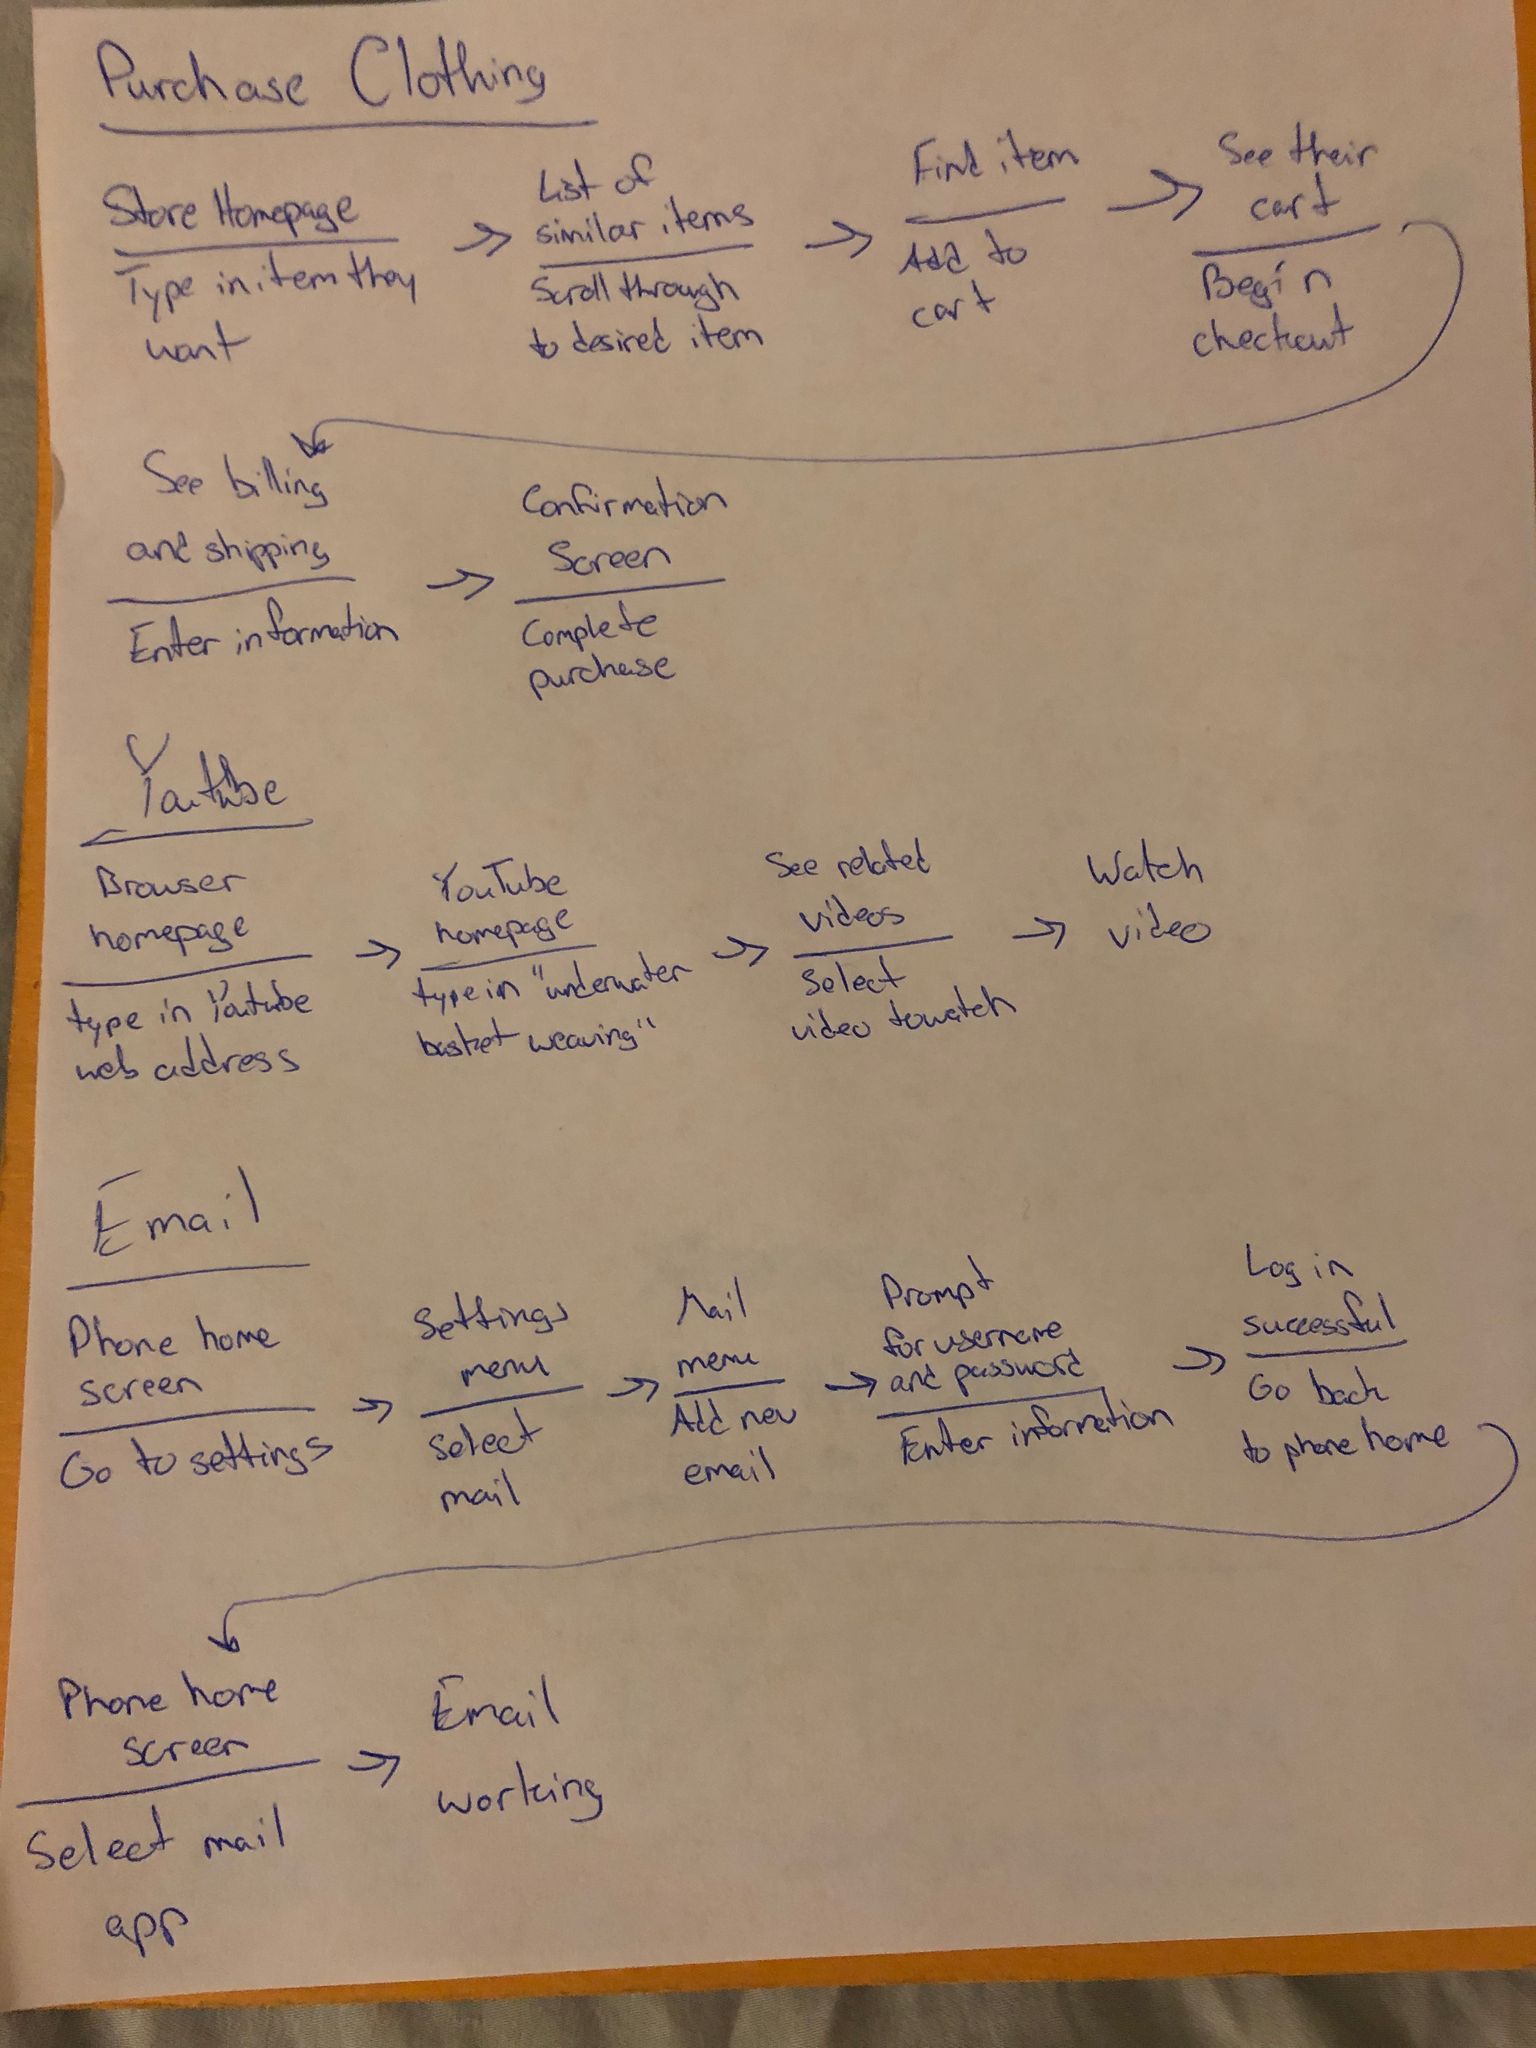 Purchase Clothing
Store Homepage
Type in item they
want
List of
similar items
Scroll through
to desired item
Find item
Add to
cart
See their
cart
Begin
checkout
See billing
and shipping
Enter information
Confirmation
Screen
Complete
purchase
Youtube
Browser
homepage
type in Youtube
web address
YouTube
homepage
type in "underwater
basket weaving"
See related
videos
Select
video to watch
Watch
video
Email
Phone home
screen
Go to settings
Settings
menu
Select
mail
Mail
menu
Add new
email
Prompt
for username
and password
Enter information
Log in
successful
Go back
to phone home
Phone home
screen
Select mail
app
Email
working